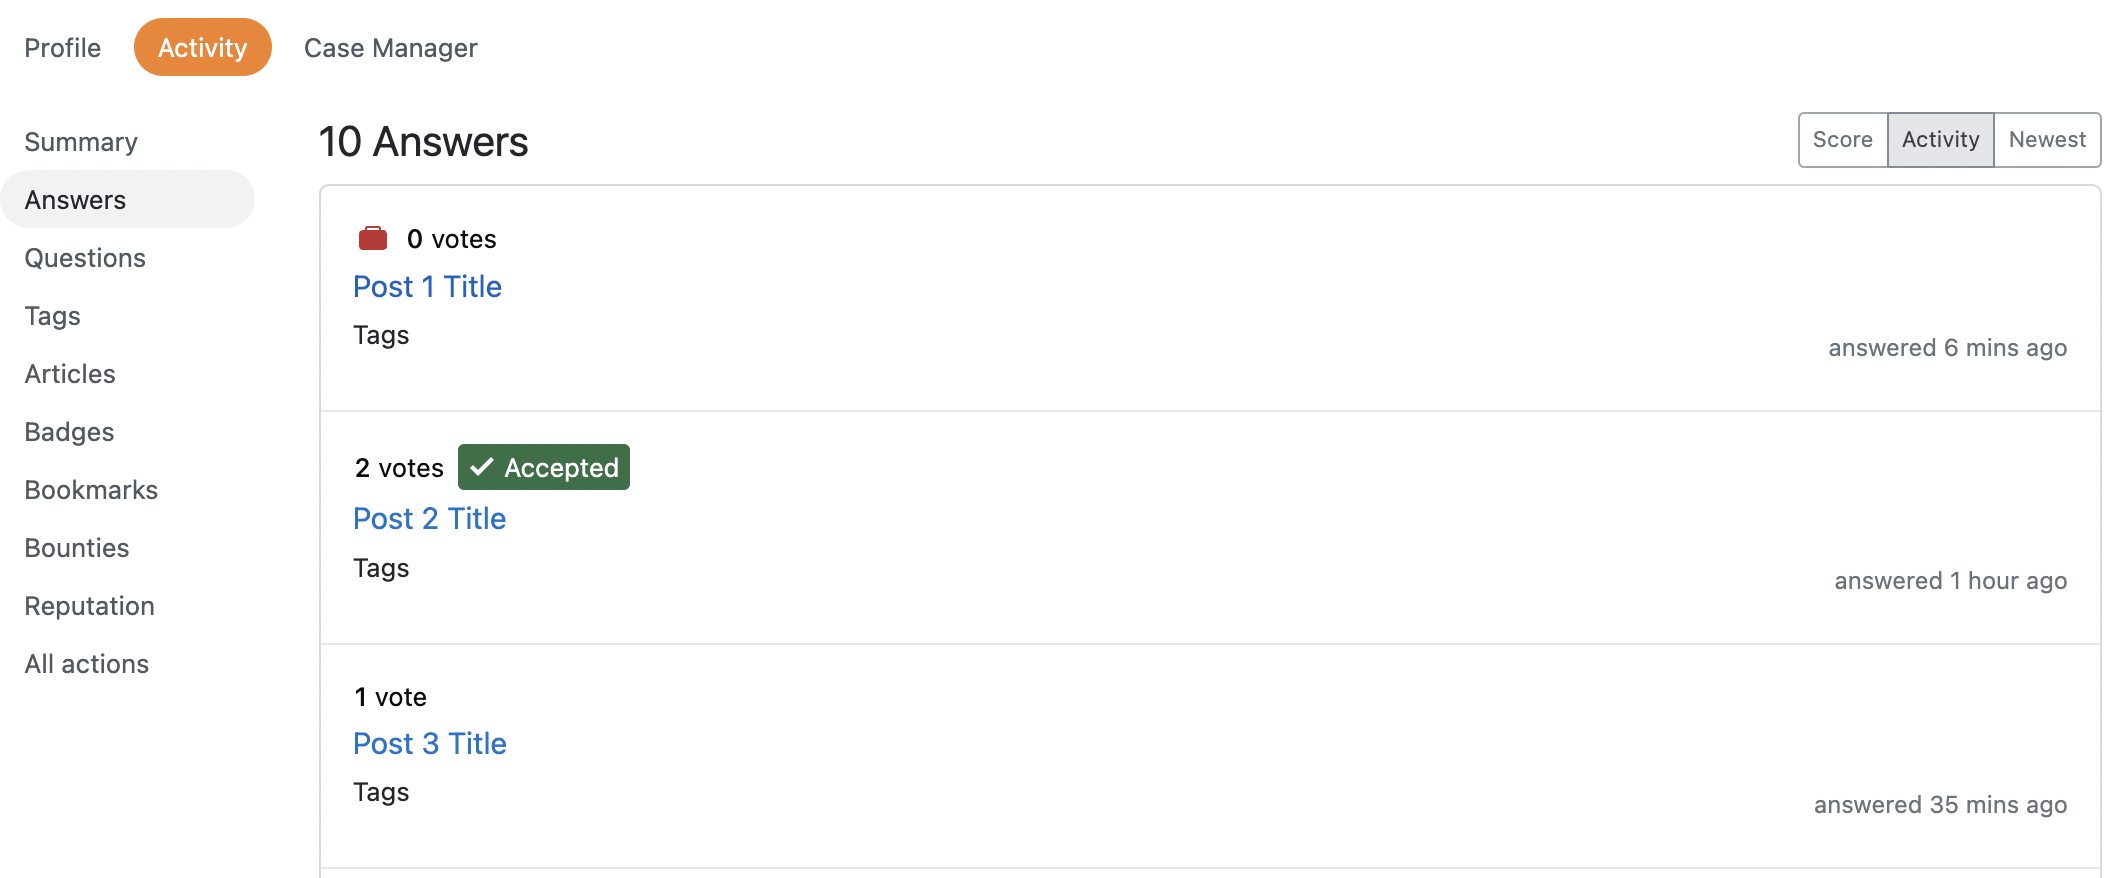 Profile Activity Case Manager
Summary
Answers
Questions
Tags
Articles
Badges
Bookmarks
Bounties
Reputation
All actions
10 Answers
Score Activity Newest
0 votes
Post 1 Title
Tags
answered 6 mins ago
2 votes Accepted
Post 2 Title
Tags
answered 1 hour ago
1 vote
Post 3 Title
Tags
answered 35 mins ago